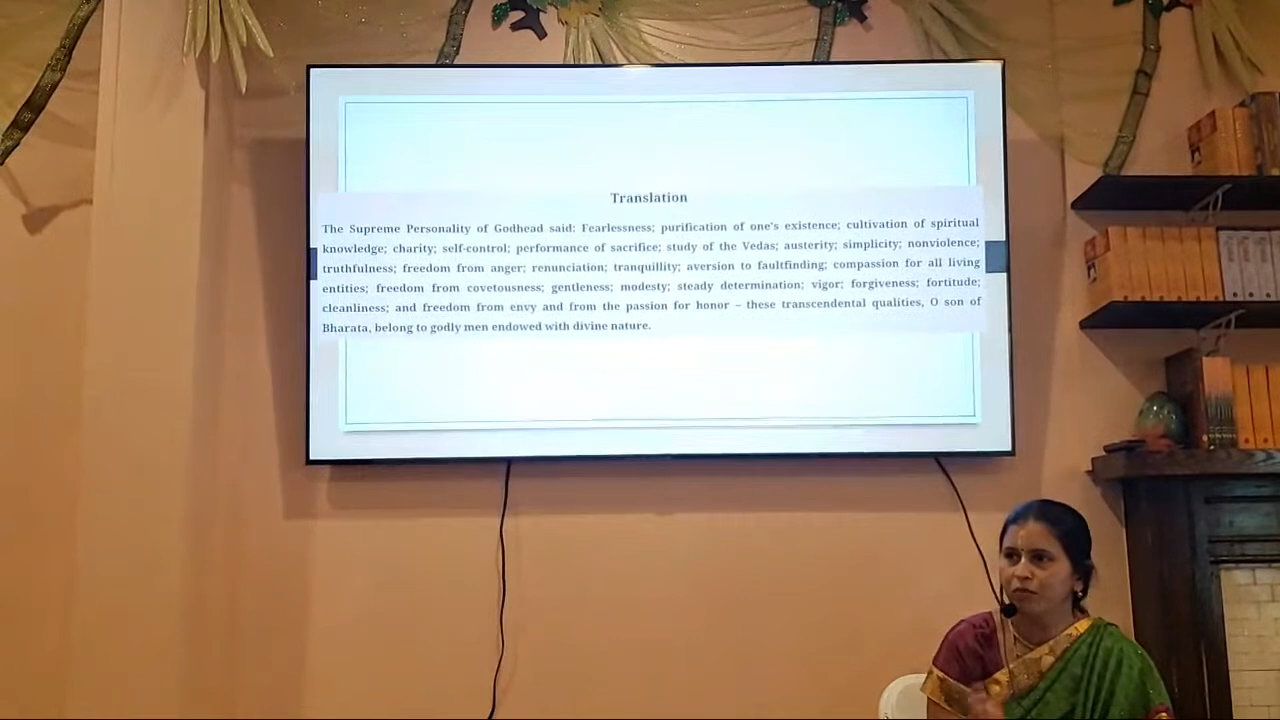 Translation
The Supreme Personality of Godhead said: Fearlessness; purification of one's existence; cultivation of spiritual
knowledge; charity; self-control; performance of sacrifice; study of the Vedas; austerity; simplicity; nonviolence;
truthfulness; freedom from anger; renunciation; tranquillity; aversion to faultfinding; compassion for all living
entities; freedom from covetousness; gentleness; modesty; steady determination; vigor; forgiveness; fortitude;
cleanliness; and freedom from envy and from the passion for honor – these transcendental qualities, O son of
Bharata, belong to godly men endowed with divine nature.